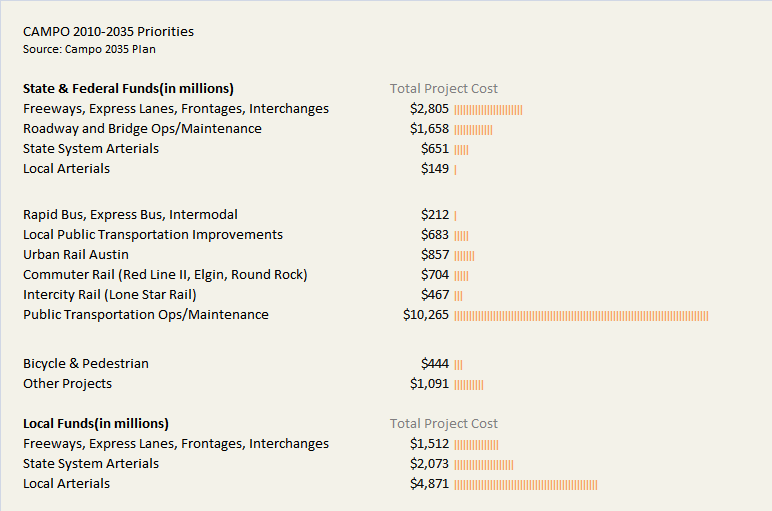 CAMPO 2010-2035 Priorities
Source: Campo 2035 Plan
State & Federal Funds(in millions) Total Project Cost
Freeways, Express Lanes, Frontages, Interchanges $2,805
Roadway and Bridge Ops/Maintenance $1,658
State System Arterials $651
Local Arterials $149
Rapid Bus, Express Bus, Intermodal $212
Local Public Transportation Improvements $683
Urban Rail Austin $857
Commuter Rail (Red Line II, Elgin, Round Rock) $704
Intercity Rail (Lone Star Rail) $467
Public Transportation Ops/Maintenance $10,265
Bicycle & Pedestrian $444
Other Projects $1,091
Local Funds(in millions) Total Project Cost
Freeways, Express Lanes, Frontages, Interchanges $1,512
State System Arterials $2,073
Local Arterials $4,871